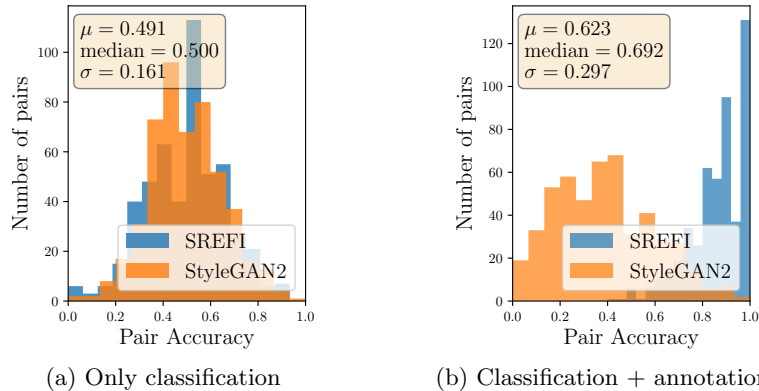 μ = 0.491
median = 0.500
σ = 0.161
100
80
60
40
20
0
Number of pairs
SREFI
StyleGAN2
0.0 0.2 0.4 0.6 0.8 1.0
Pair Accuracy
(a) Only classification
μ = 0.623
median = 0.692
σ = 0.297
120
100
80
60
40
20
0
Number of pairs
SREFI
StyleGAN2
0.0 0.2 0.4 0.6 0.8 1.0
Pair Accuracy
(b) Classification + annotation